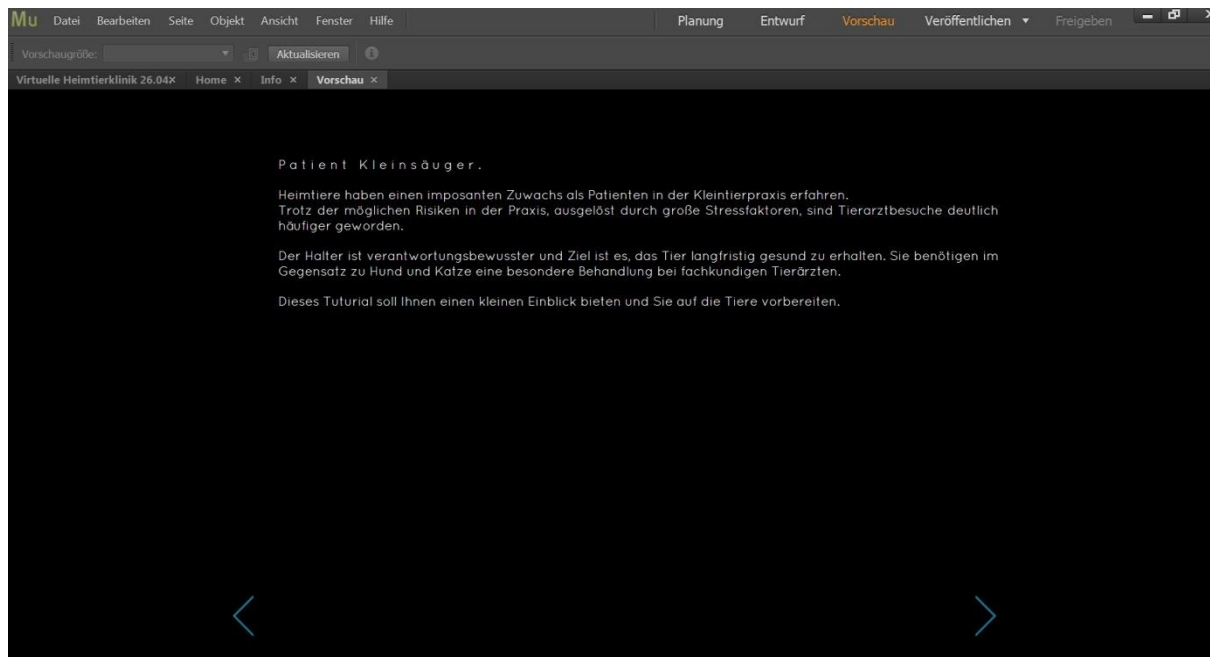 Mu Datei Bearbeiten Seite Objekt Ansicht Fenster Hilfe Planung Entwurf Vorschau Veröffentlichen Freigeben
Vorschaugröße: Aktualisieren
Virtuelle Heimtierklinik 26.04× Home × Info × Vorschau ×
Patient Kleinsäuger.
Heimtiere haben einen imposanten Zuwachs als Patienten in der Kleintierpraxis erfahren.
Trotz der möglichen Risiken in der Praxis, ausgelöst durch große Stressfaktoren, sind Tierarztbesuche deutlich
häufiger geworden.
Der Halter ist verantwortungsbewusster und Ziel ist es, das Tier langfristig gesund zu erhalten. Sie benötigen im
Gegensatz zu Hund und Katze eine besondere Behandlung bei fachkundigen Tierärzten.
Dieses Tuturial soll Ihnen einen kleinen Einblick bieten und Sie auf die Tiere vorbereiten.